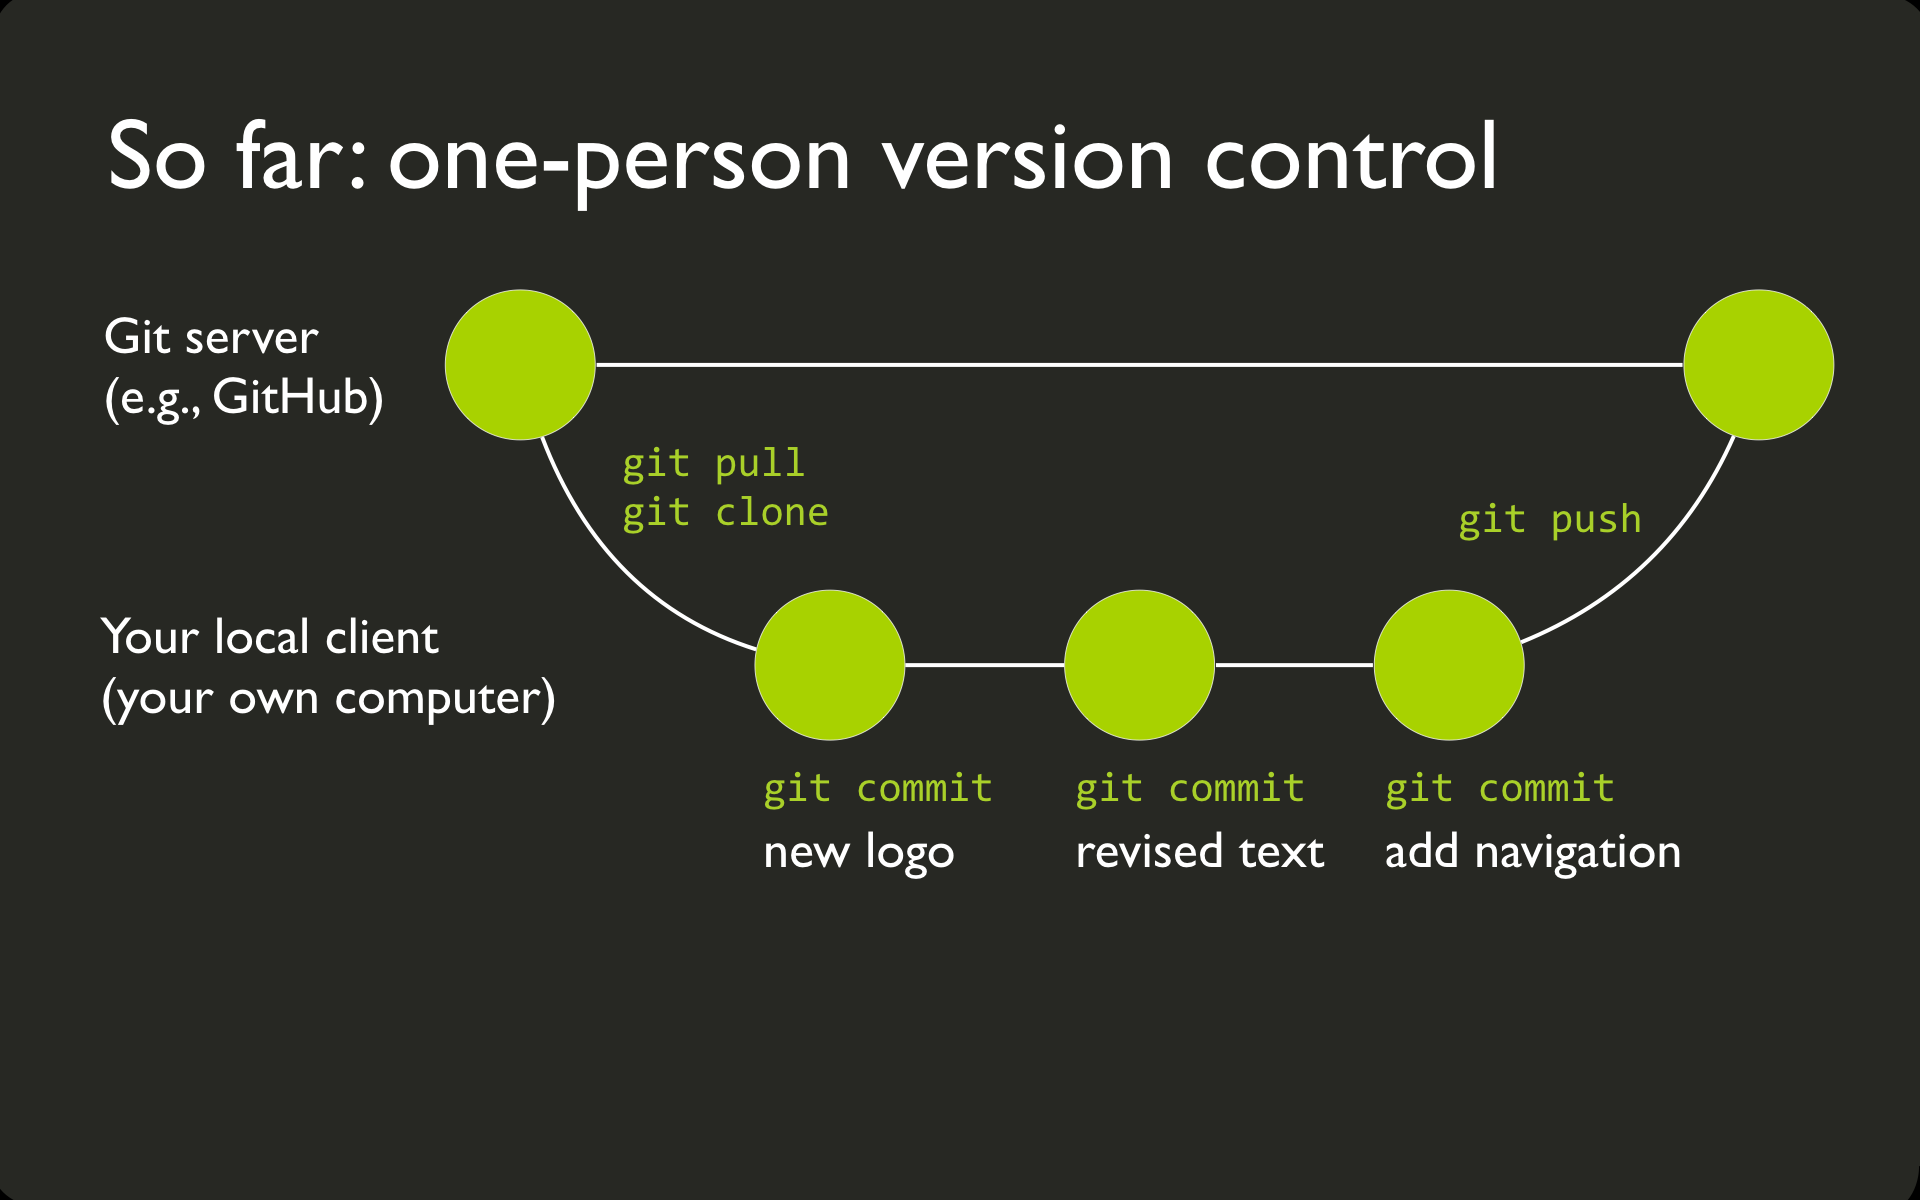 So far: one-person version control
Git server
(e.g., GitHub)
git pull
git clone
git push
Your local client
(your own computer)
git commit
new logo
git commit
revised text
git commit
add navigation